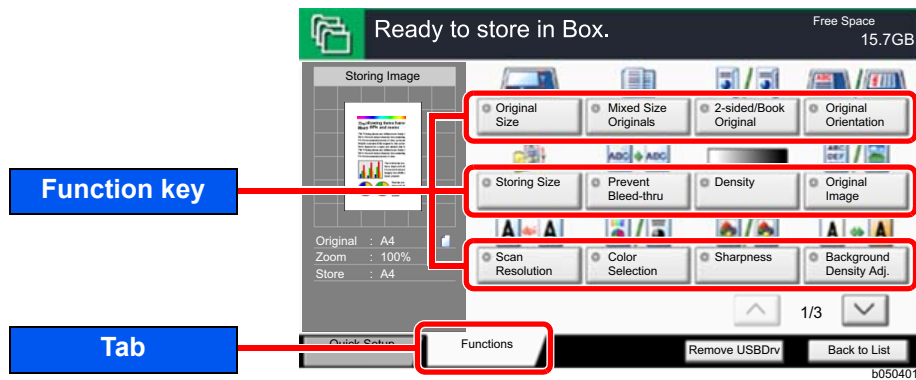 Ready to store in Box.
Free Space
15.7GB
Storing Image
Original
Size
Mixed Size
Originals
2-sided/Book
Original
Original
Orientation
Function key
Storing Size
Prevent
Bleed-thru
Density
Original
Image
Original : A4
Zoom : 100%
Store : A4
Scan
Resolution
Color
Selection
Sharpness
Background
Density Adj.
1/3
Tab
Quick Setup
Functions
Remove USBDrv
Back to List
b050401